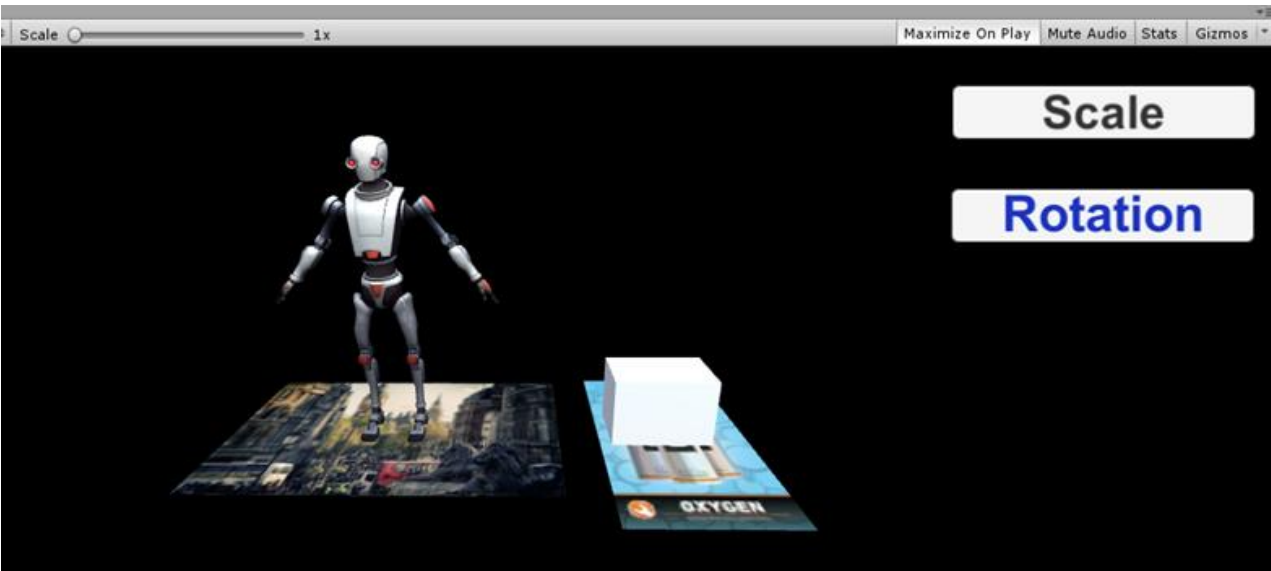 Scale 1x Maximize On Play Mute Audio Stats Gizmos
Scale
Rotation
OXYGEN